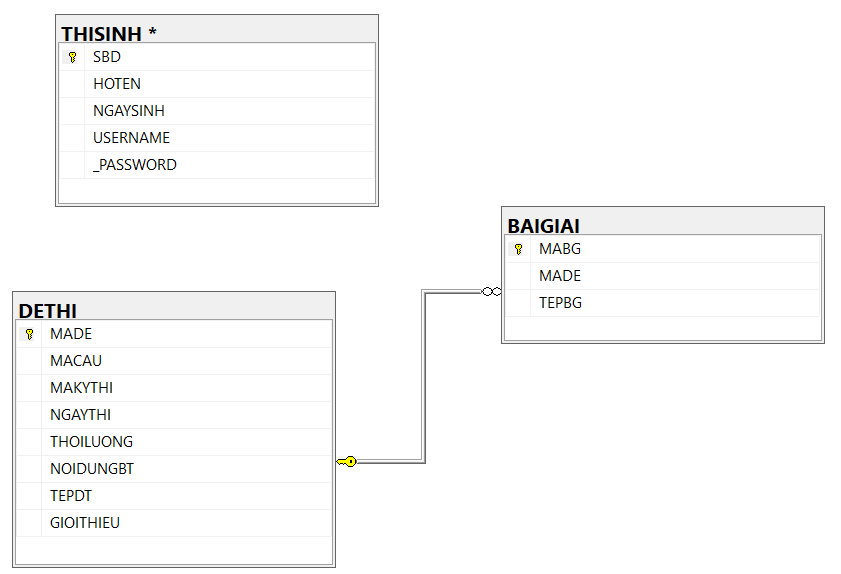 THISINH *
SBD
HOTEN
NGAYSINH
USERNAME
_PASSWORD
BAIGIAI
MABG
MADE
TEPBG
DETHI
MADE
MACAU
MAKYTHI
NGAYTHI
THOILUONG
NOIDUNGBT
TEPDT
GIOITHIEU